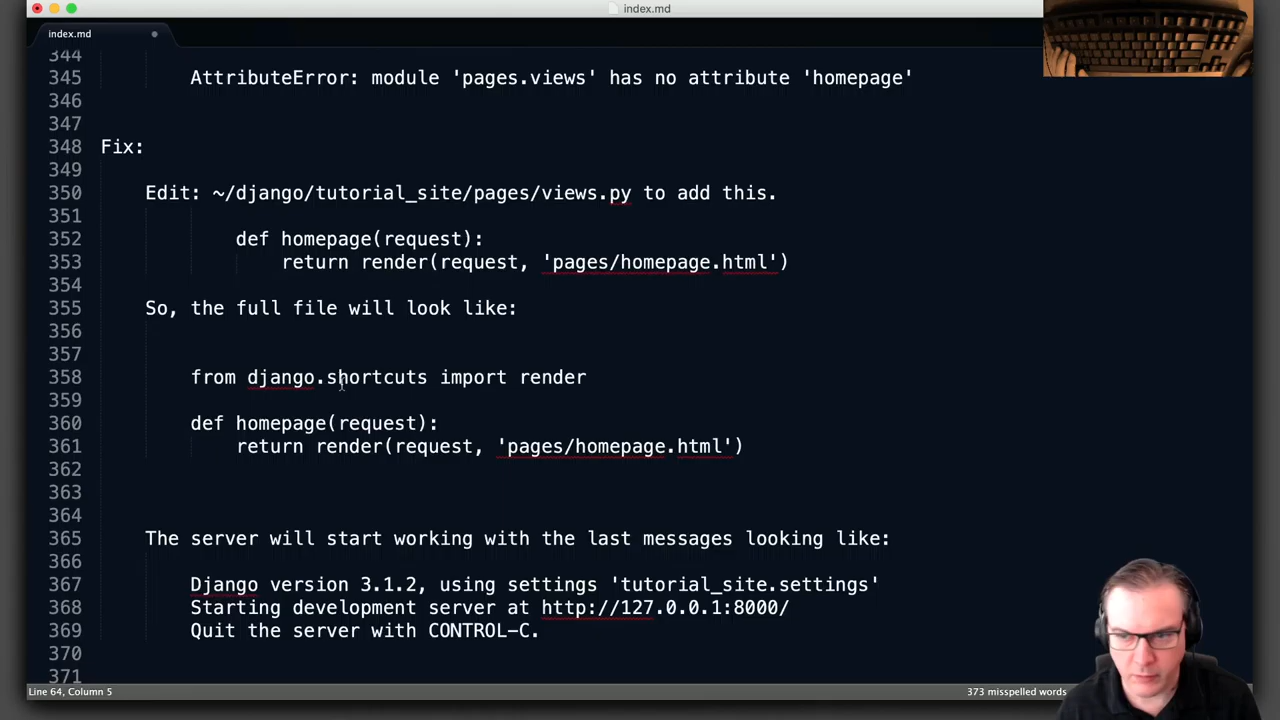 index.md
index.md
344
345 AttributeError: module 'pages.views' has no attribute 'homepage'
346
347
348 Fix:
349
350 Edit: ~/django/tutorial_site/pages/views.py to add this.
351
352 def homepage(request):
353 return render(request, 'pages/homepage.html')
354
355 So, the full file will look like:
356
357
358 from django.shortcuts import render
359
360 def homepage(request):
361 return render(request, 'pages/homepage.html')
362
363
364
365 The server will start working with the last messages looking like:
366
367 Django version 3.1.2, using settings 'tutorial_site.settings'
368 Starting development server at http://127.0.0.1:8000/
369 Quit the server with CONTROL-C.
370
371
Line 64, Column 5
373 misspelled words